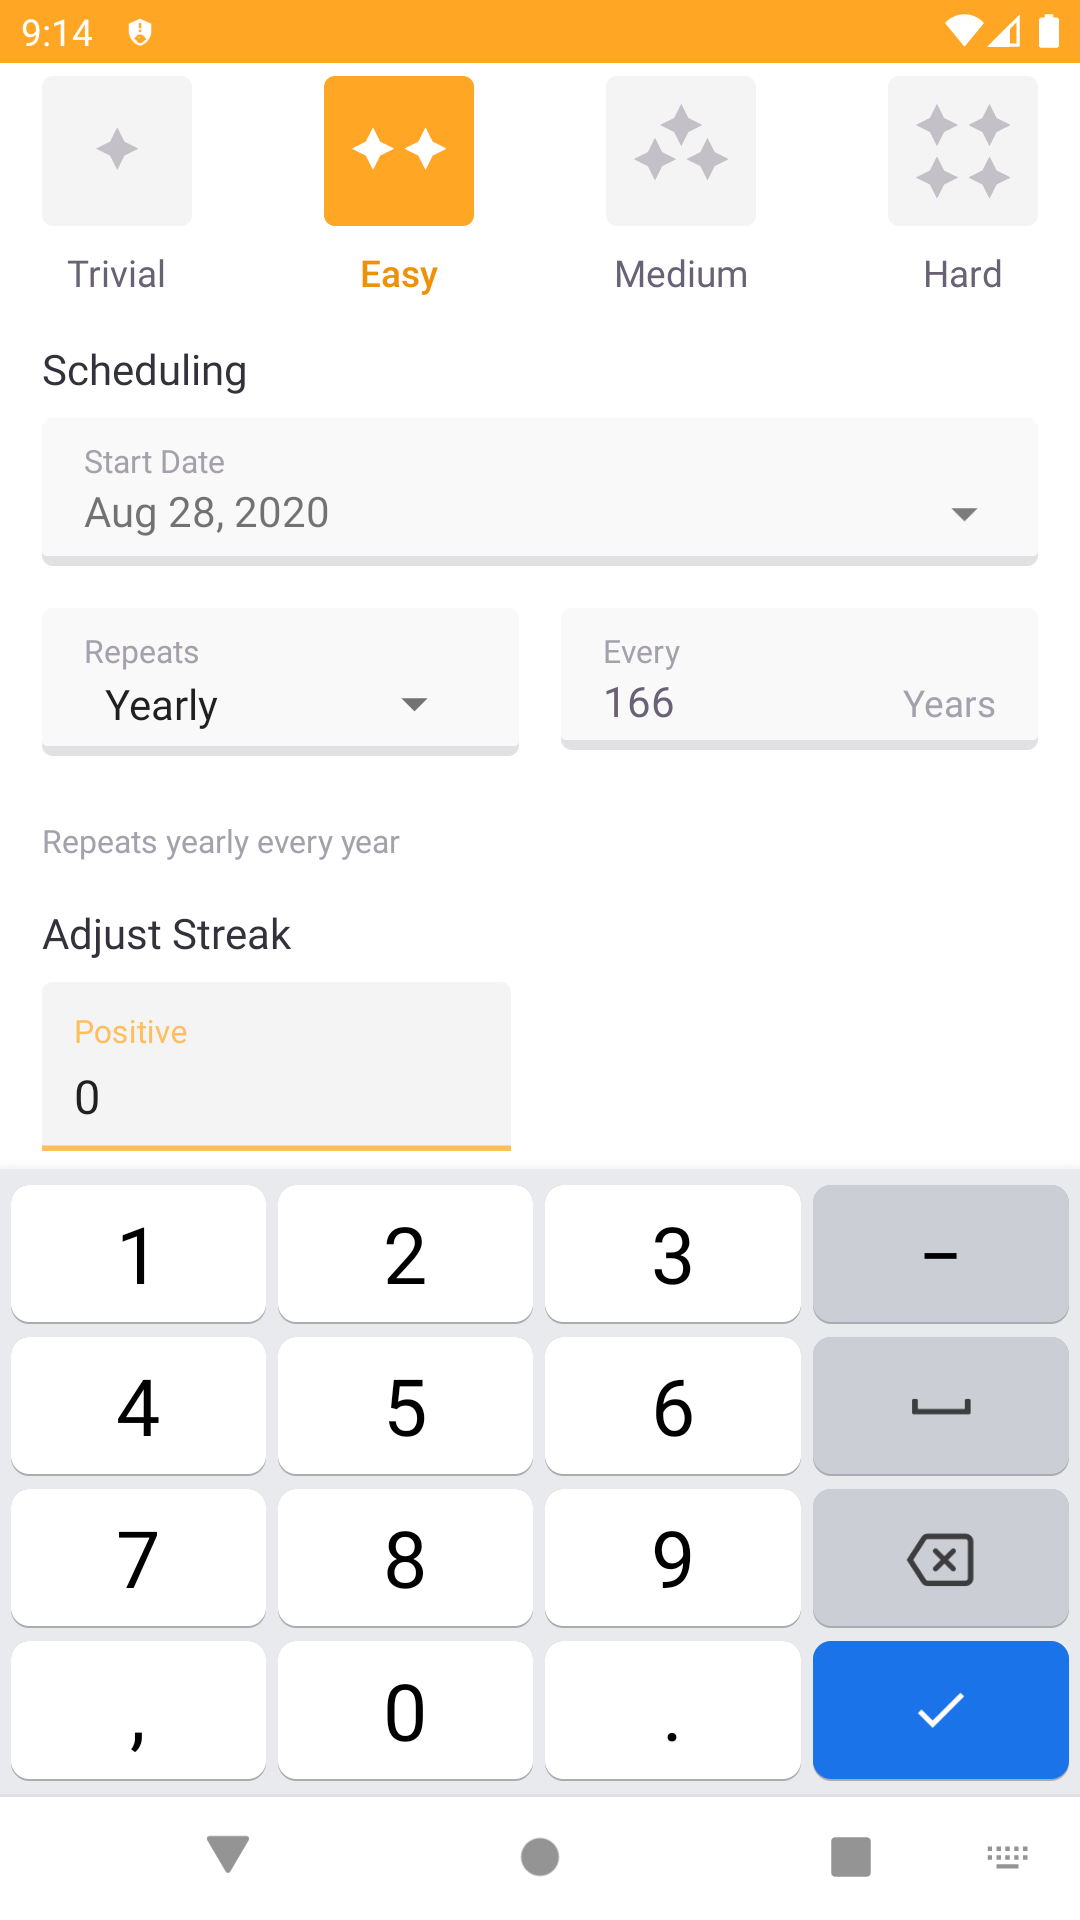 9:14
Trivial
Easy
Medium
Hard
Scheduling
Start Date
Aug 28, 2020
Repeats
Yearly
Every
166
Years
Repeats yearly every year
Adjust Streak
Positive
0
1 2 3 –
4 5 6
7 8 9
, 0 .